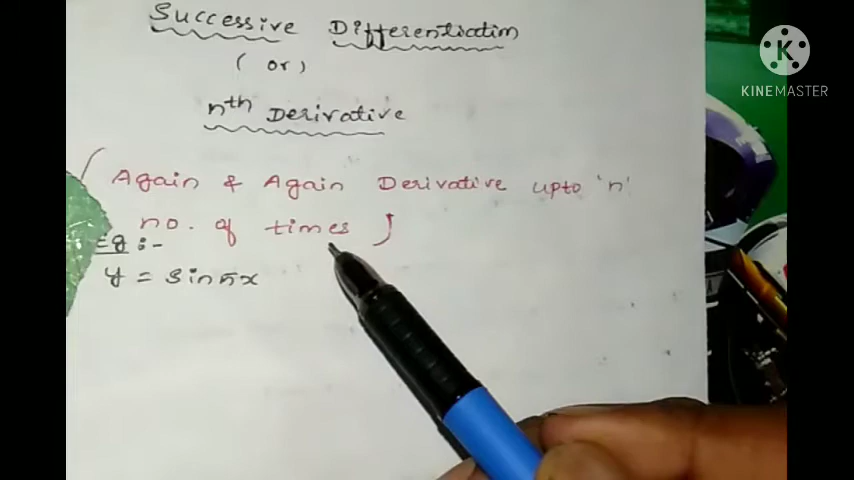 Successive Differentiation
(or)
nth Derivative
(Again & Again Derivative upto 'n'
no. of times)
Eg :-
y = sin5x
K
KINEMASTER